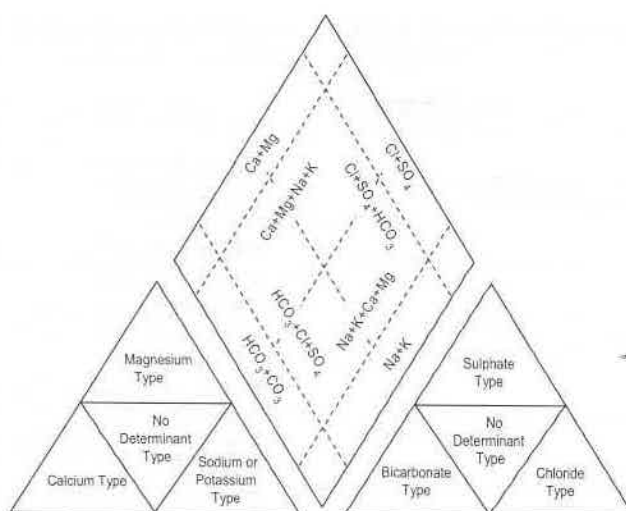 Ca+Mg
Cl+SO₄
Ca+Mg+Na+K
Cl+SO₄+HCO₃
HCO₃+Cl+SO₄
Na+K+Ca+Mg
HCO₃+CO₃
Na+K
Magnesium
Type
No
Determinant
Type
Calcium Type
Sodium or
Potassium
Type
Sulphate
Type
No
Determinant
Type
Bicarbonate
Type
Chloride
Type